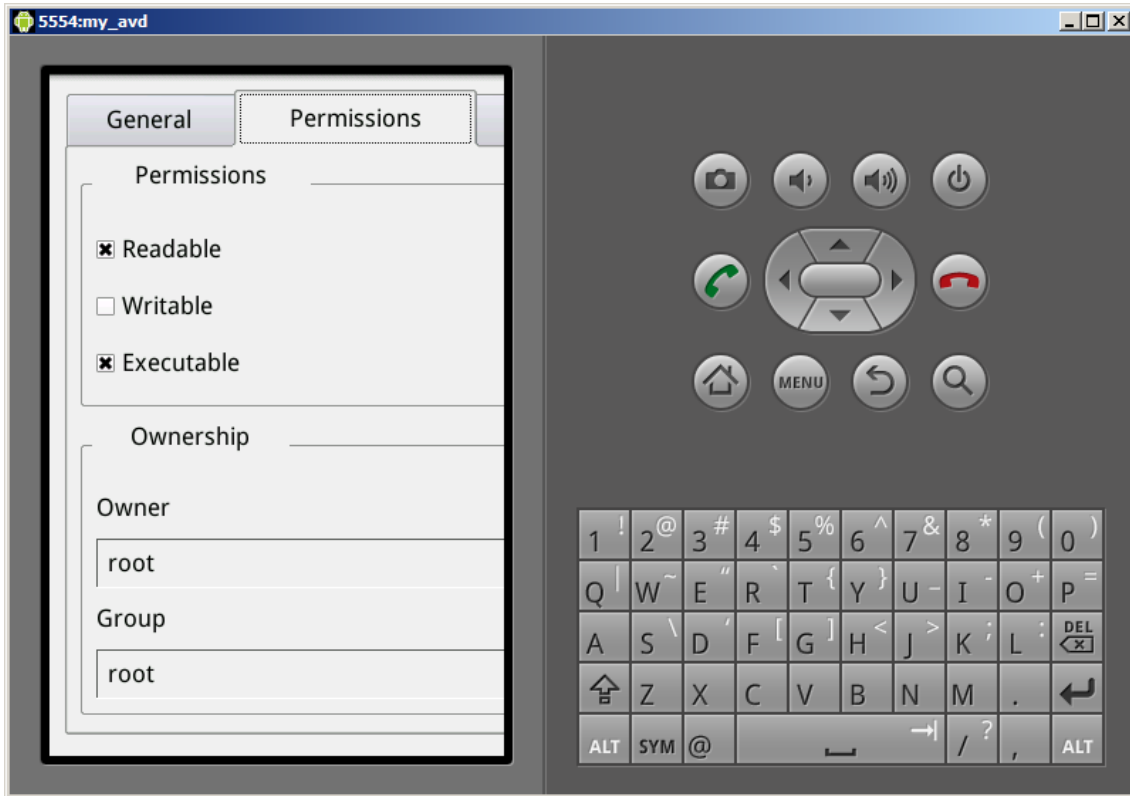 5554:my_avd
General Permissions
Permissions
Readable
Writable
Executable
Ownership
Owner
root
Group
root
MENU
1 ! 2 @ 3 # 4 $ 5 % 6 ^ 7 & 8 * 9 ( 0 )
Q | W ~ E " R ` T { Y } U _ I - O + P =
A S \ D ' F [ G ] H < J > K ; L : DEL
Z X C V B N M .
ALT SYM @ / ? , ALT